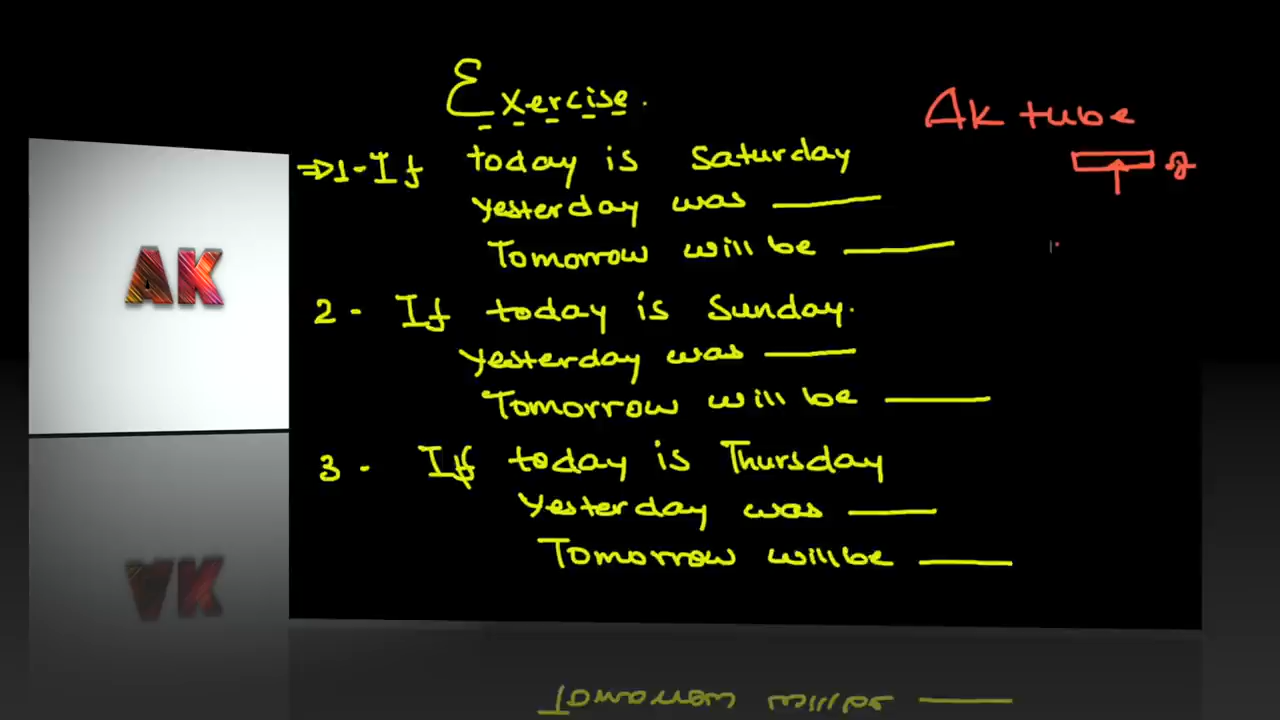 Exercise.
Ak tube
⇒1-If today is Saturday
Yesterday was ____
Tomorrow will be ____
AK
2- If today is Sunday.
Yesterday was ____
Tomorrow will be ____
3- If today is Thursday
Yesterday was ____
Tomorrow will be ____